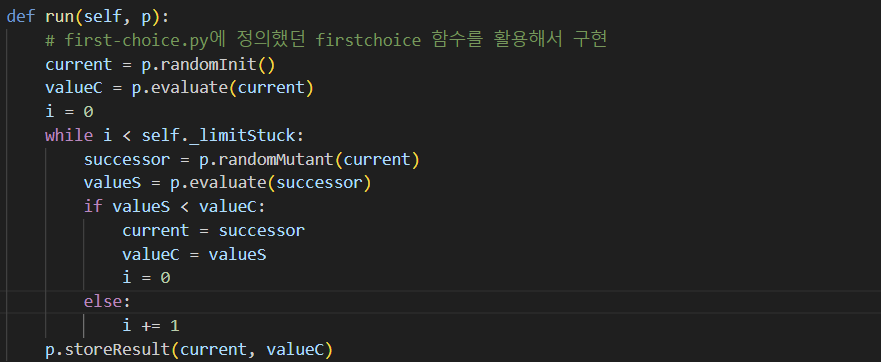 def run(self, p):
    # first-choice.py에 정의했던 firstchoice 함수를 활용해서 구현
    current = p.randomInit()
    valueC = p.evaluate(current)
    i = 0
    while i < self._limitStuck:
        successor = p.randomMutant(current)
        valueS = p.evaluate(successor)
        if valueS < valueC:
            current = successor
            valueC = valueS
            i = 0
        else:
            i += 1
    p.storeResult(current, valueC)